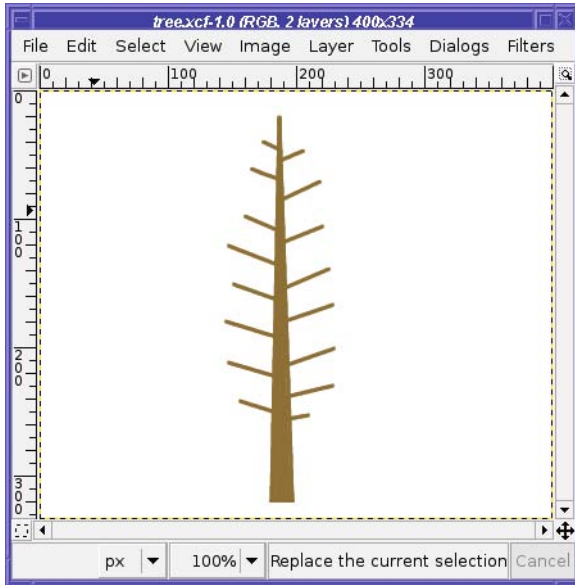 tree.xcf-1.0 (RGB, 2 layers) 400x334
File Edit Select View Image Layer Tools Dialogs Filters
0 100 200 300
0
100
200
300
px 100% Replace the current selection Cancel